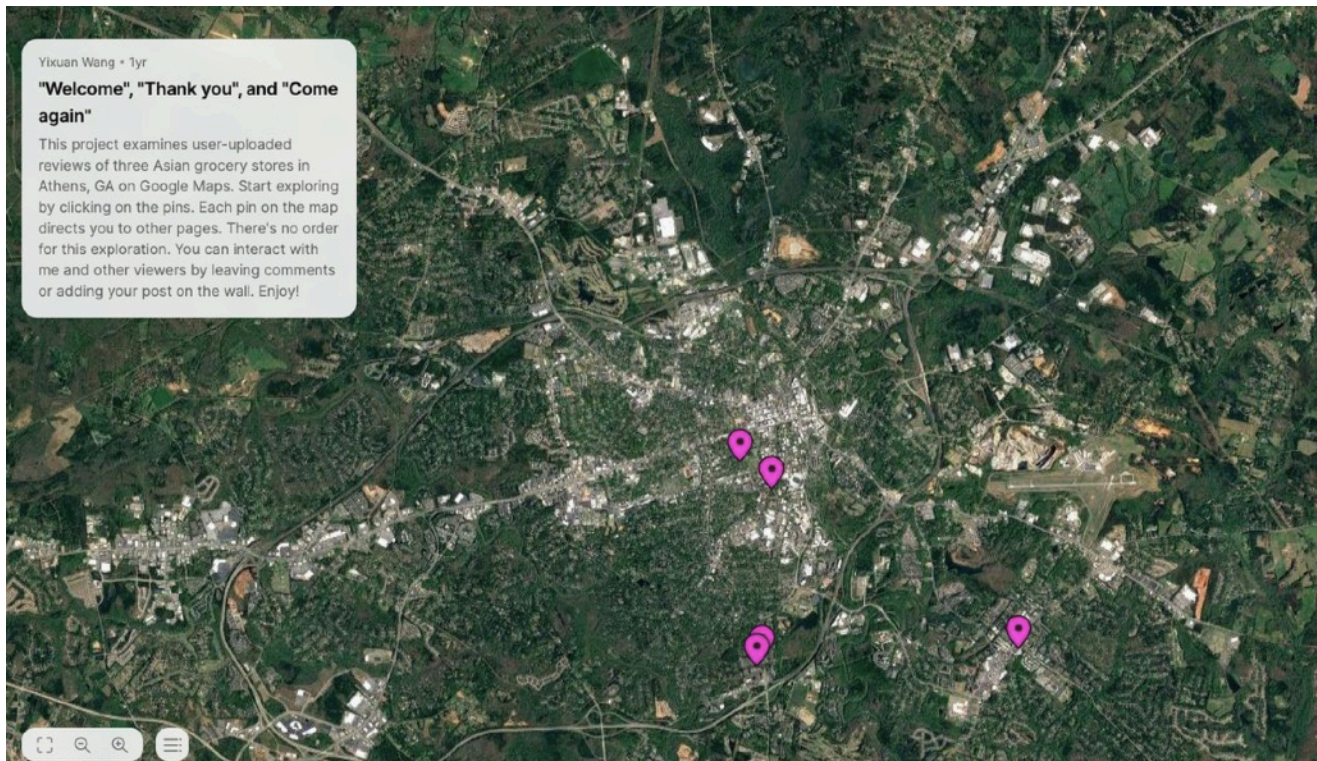 Yixuan Wang • 1yr
"Welcome", "Thank you", and "Come
again"
This project examines user-uploaded
reviews of three Asian grocery stores in
Athens, GA on Google Maps. Start exploring
by clicking on the pins. Each pin on the map
directs you to other pages. There's no order
for this exploration. You can interact with
me and other viewers by leaving comments
or adding your post on the wall. Enjoy!